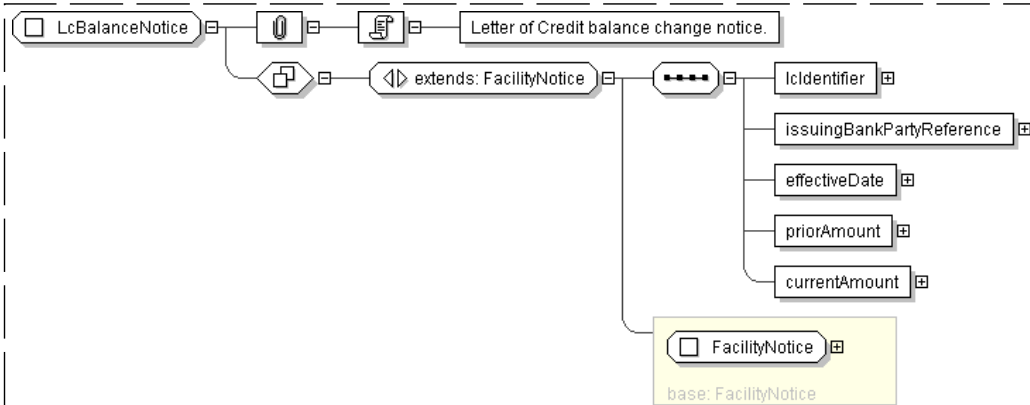 LcBalanceNotice
Letter of Credit balance change notice.
extends: FacilityNotice
lcIdentifier
issuingBankPartyReference
effectiveDate
priorAmount
currentAmount
FacilityNotice
base: FacilityNotice